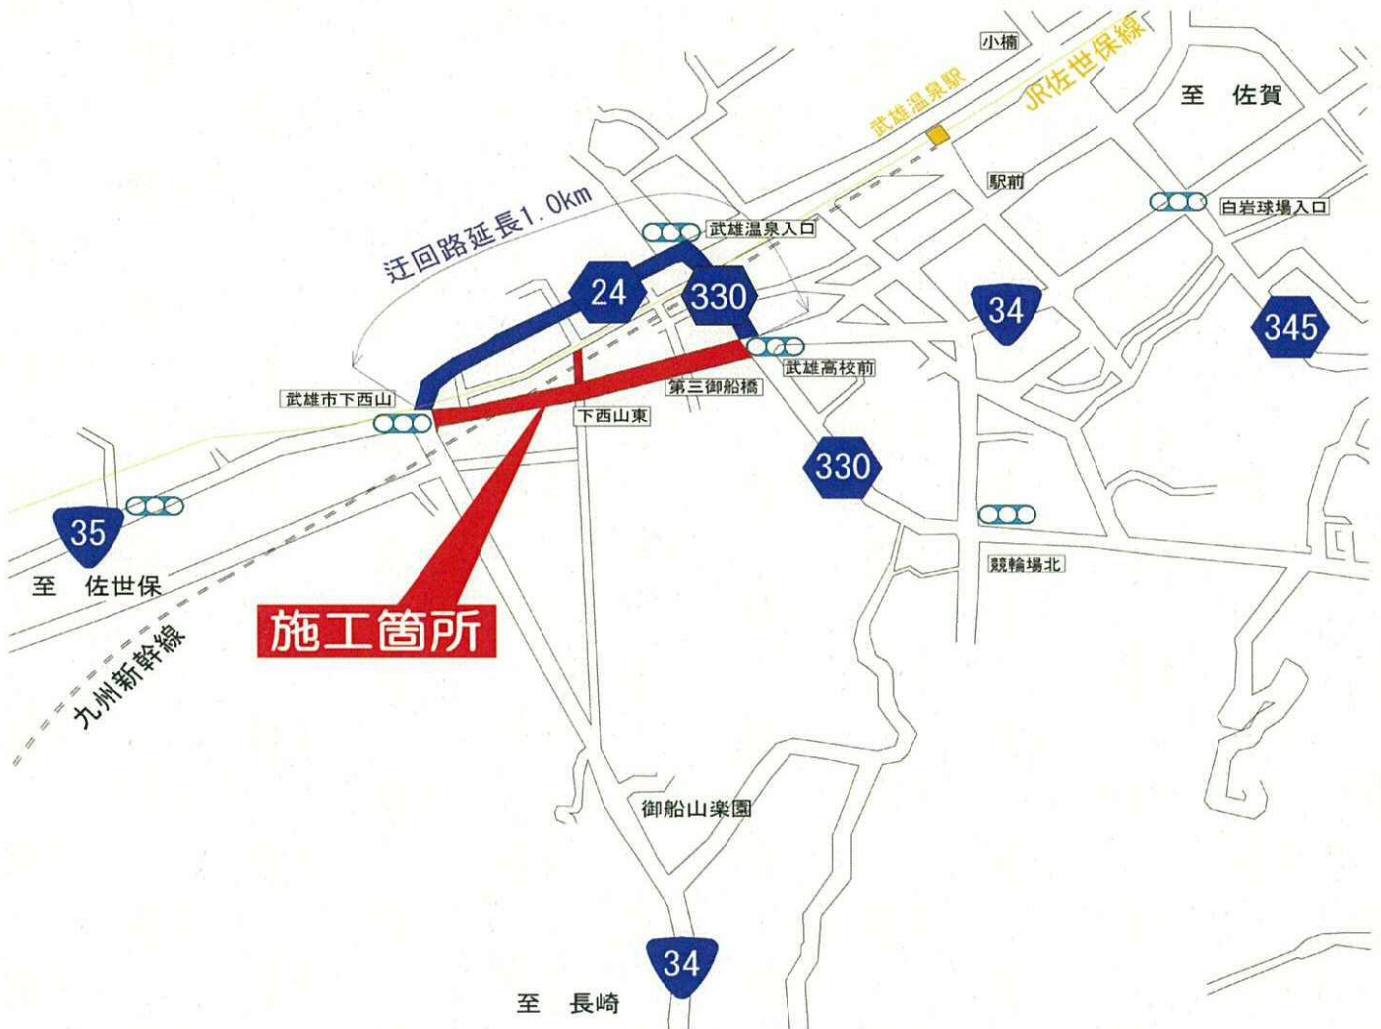 小楠
JR佐世保線
武雄温泉駅
至 佐賀
駅前
白岩球場入口
迂回路延長1.0km
武雄温泉入口
24
330
34
345
武雄市下西山
第三御船橋
武雄高校前
下西山東
330
35
競輪場北
至 佐世保
施工箇所
九州新幹線
御船山楽園
34
至 長崎